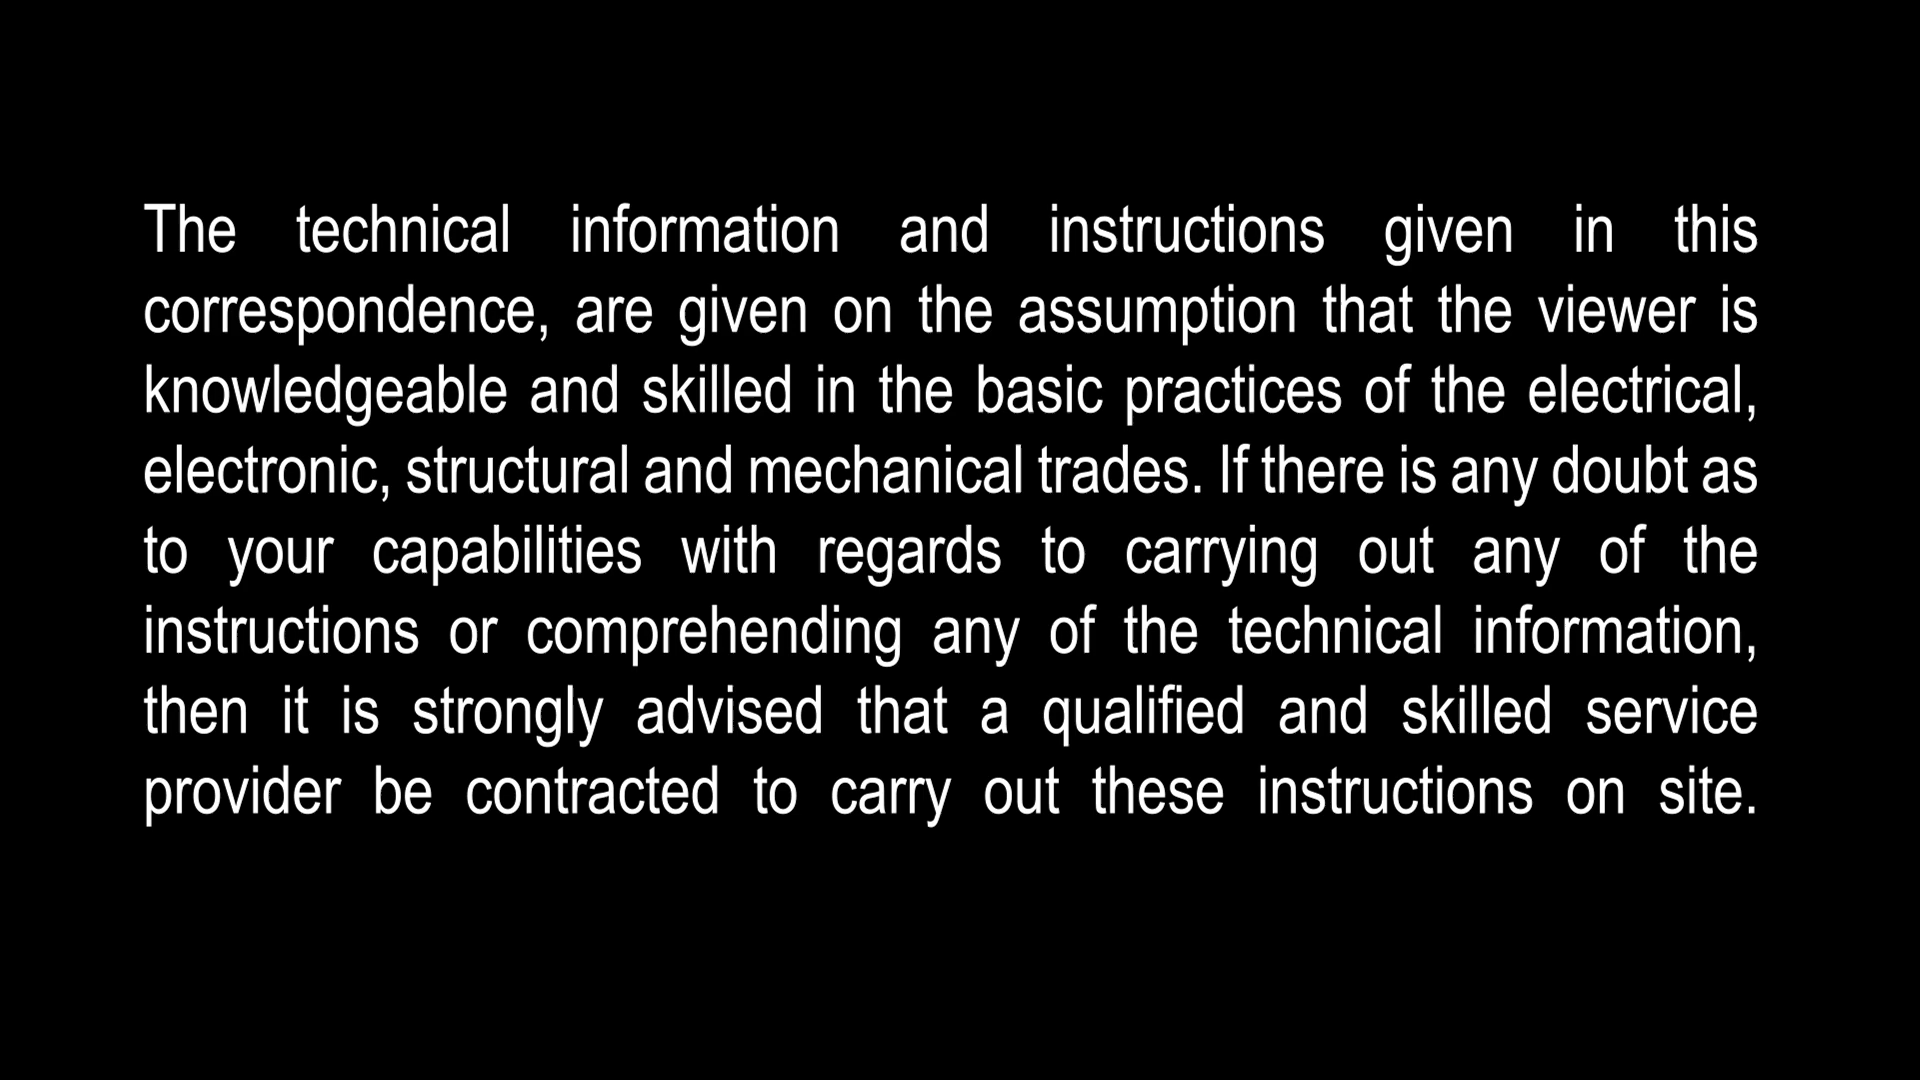 The technical information and instructions given in this
correspondence, are given on the assumption that the viewer is
knowledgeable and skilled in the basic practices of the electrical,
electronic, structural and mechanical trades. If there is any doubt as
to your capabilities with regards to carrying out any of the
instructions or comprehending any of the technical information,
then it is strongly advised that a qualified and skilled service
provider be contracted to carry out these instructions on site.